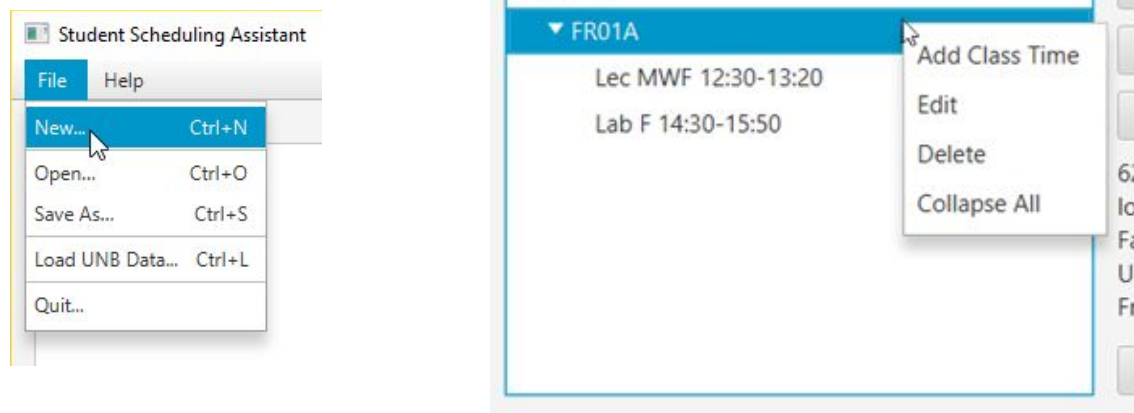 Student Scheduling Assistant
File Help
New... Ctrl+N
Open... Ctrl+O
Save As... Ctrl+S
Load UNB Data... Ctrl+L
Quit...
FR01A
Lec MWF 12:30-13:20
Lab F 14:30-15:50
Add Class Time
Edit
Delete
Collapse All